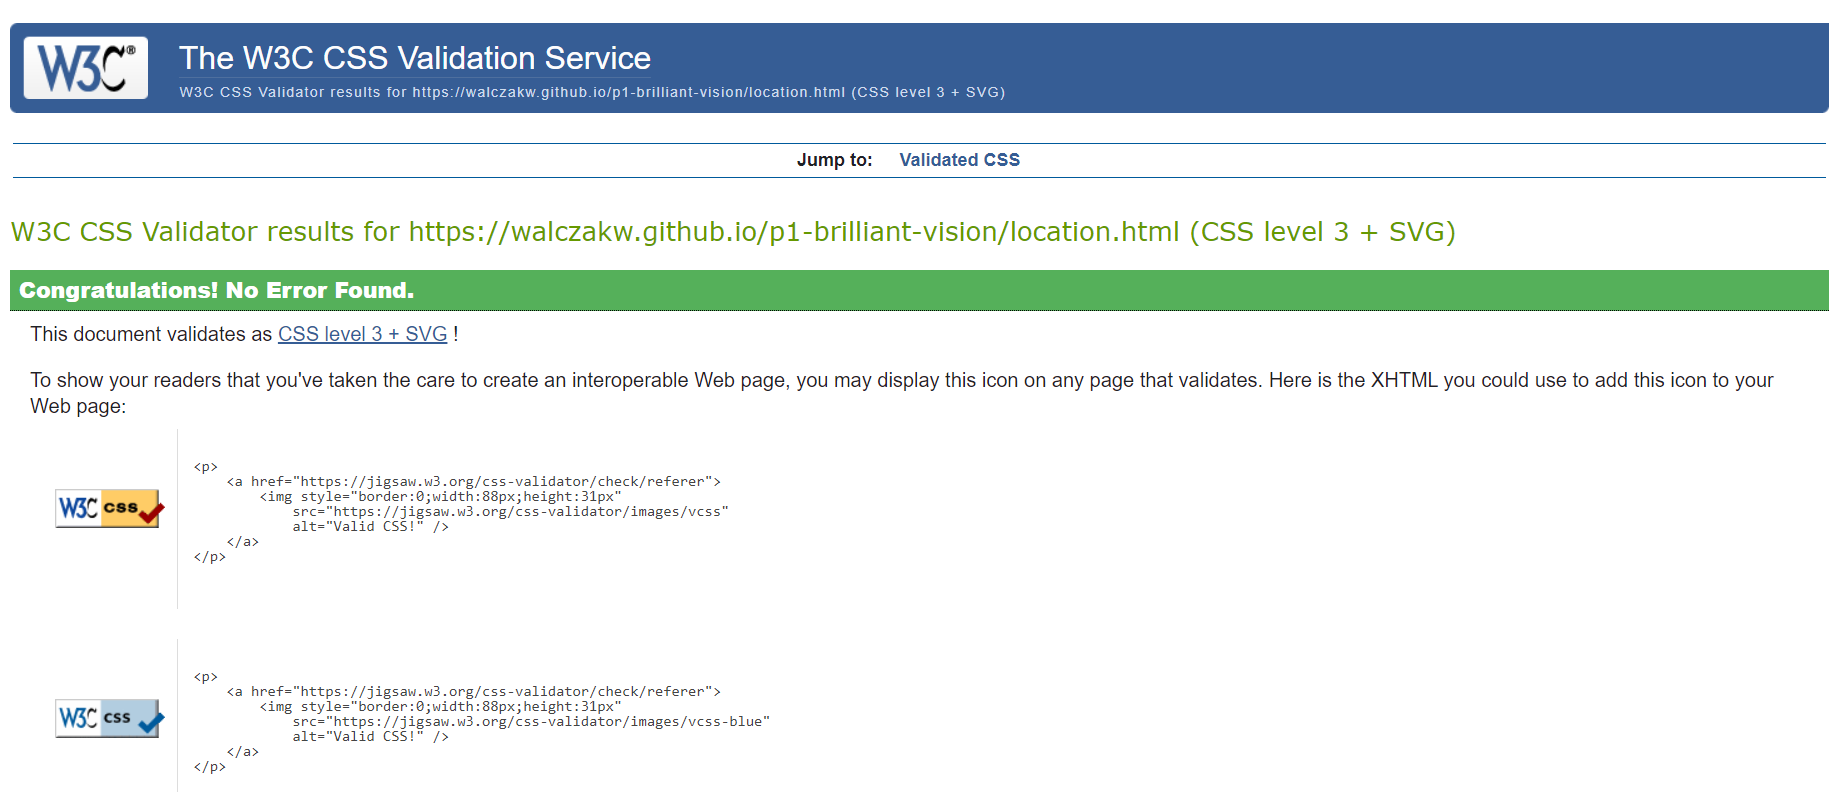 W3C®
The W3C CSS Validation Service
W3C CSS Validator results for https://walczakw.github.io/p1-brilliant-vision/location.html (CSS level 3 + SVG)
Jump to: Validated CSS
W3C CSS Validator results for https://walczakw.github.io/p1-brilliant-vision/location.html (CSS level 3 + SVG)
Congratulations! No Error Found.
This document validates as CSS level 3 + SVG !
To show your readers that you've taken the care to create an interoperable Web page, you may display this icon on any page that validates. Here is the XHTML you could use to add this icon to your
Web page:
W3C css
<p>
    <a href="https://jigsaw.w3.org/css-validator/check/referer">
        <img style="border:0;width:88px;height:31px"
            src="https://jigsaw.w3.org/css-validator/images/vcss"
            alt="Valid CSS!" />
    </a>
</p>
W3C css
<p>
    <a href="https://jigsaw.w3.org/css-validator/check/referer">
        <img style="border:0;width:88px;height:31px"
            src="https://jigsaw.w3.org/css-validator/images/vcss-blue"
            alt="Valid CSS!" />
    </a>
</p>